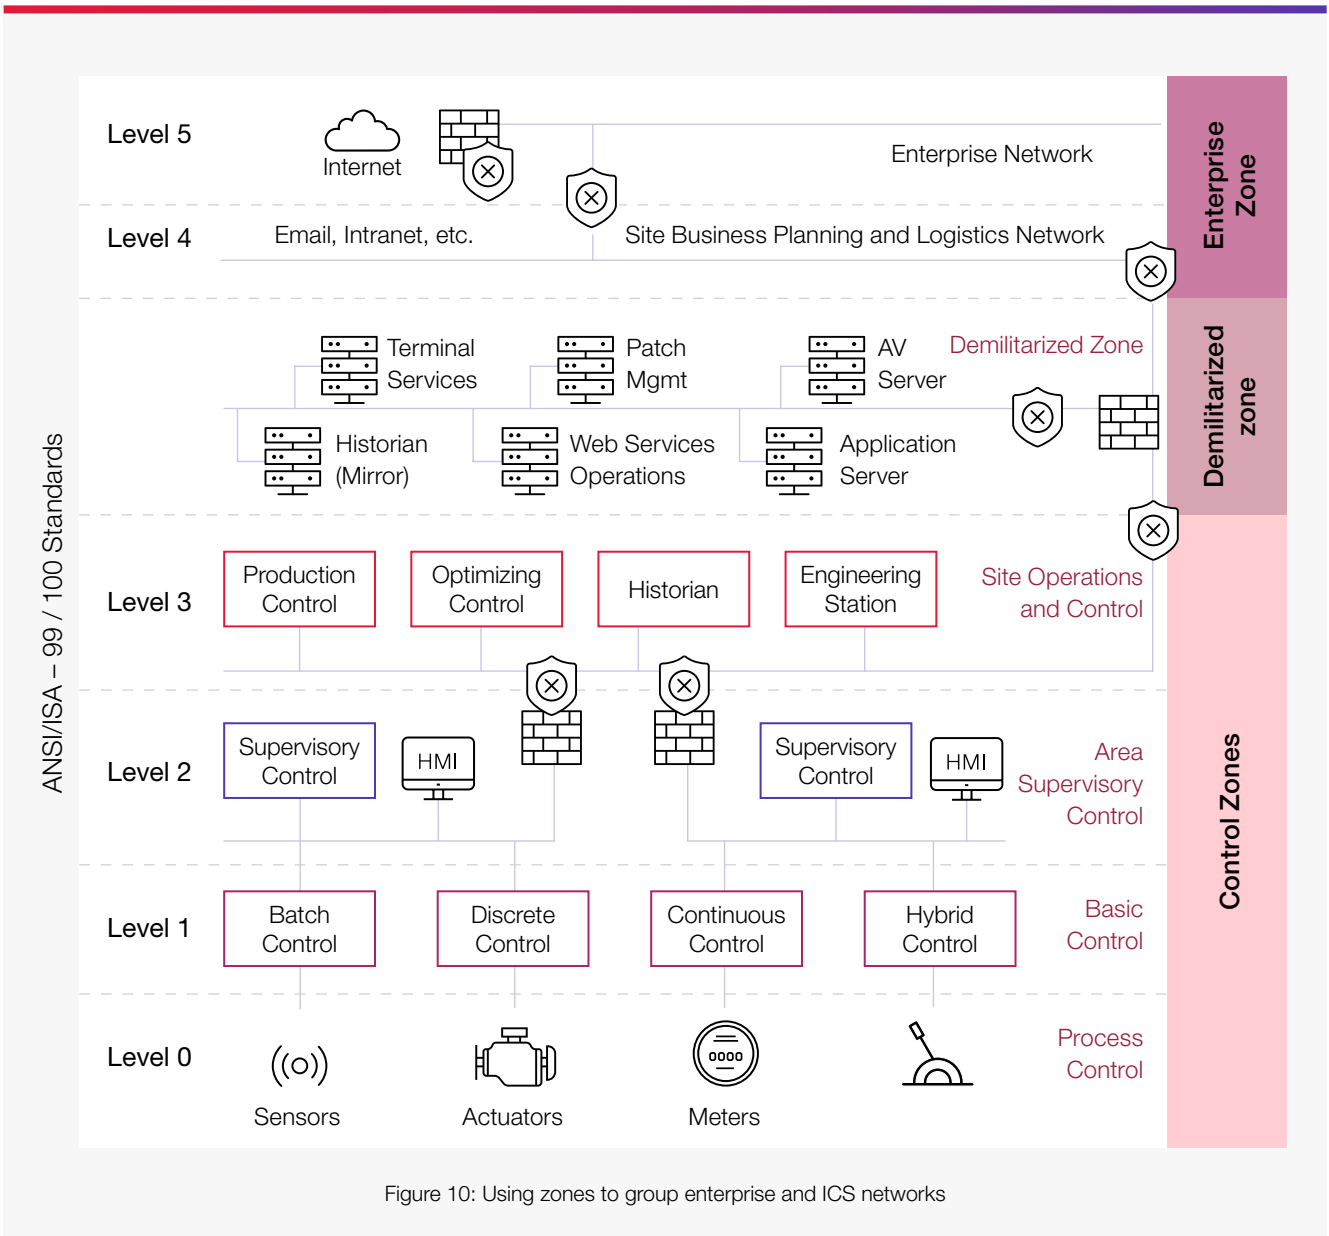 Level 5
Internet
Enterprise Network
Enterprise
Zone
Level 4
Email, Intranet, etc.
Site Business Planning and Logistics Network
Terminal
Services
Patch
Mgmt
AV
Server
Demilitarized Zone
Demilitarized
zone
Historian
(Mirror)
Web Services
Operations
Application
Server
ANSI/ISA – 99 / 100 Standards
Level 3
Production
Control
Optimizing
Control
Historian
Engineering
Station
Site Operations
and Control
Level 2
Supervisory
Control
HMI
Supervisory
Control
HMI
Area
Supervisory
Control
Control Zones
Level 1
Batch
Control
Discrete
Control
Continuous
Control
Hybrid
Control
Basic
Control
Level 0
0000
Process
Control
Sensors
Actuators
Meters
Figure 10: Using zones to group enterprise and ICS networks